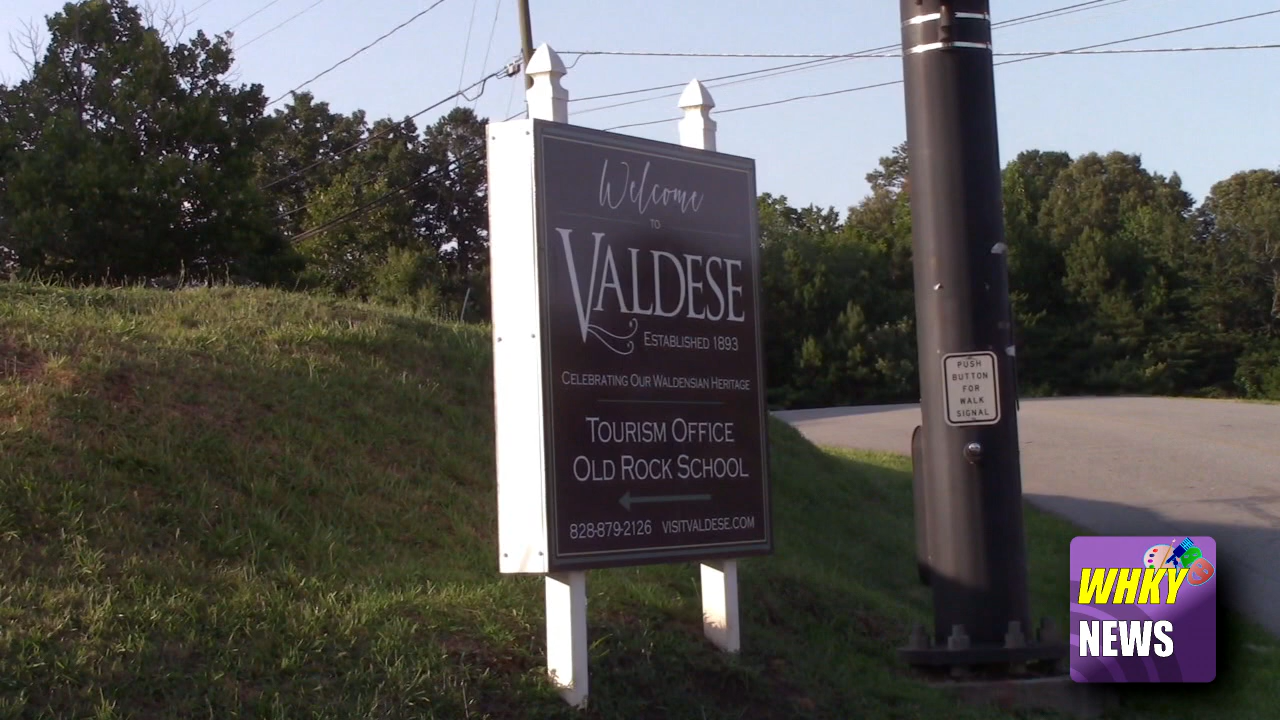 Welcome
TO
VALDESE
ESTABLISHED 1893
CELEBRATING OUR WALDENSIAN HERITAGE
TOURISM OFFICE
OLD ROCK SCHOOL
828-879-2126 VISITVALDESE.COM
PUSH
BUTTON
FOR
WALK
SIGNAL
WHKY
NEWS